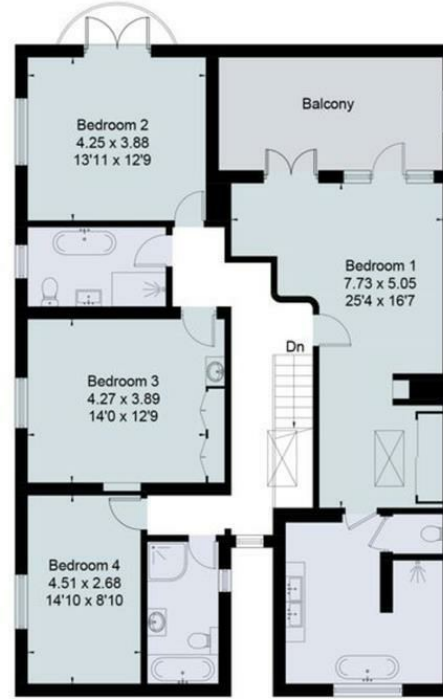 Bedroom 2
4.25 x 3.88
13'11 x 12'9
Balcony
Bedroom 1
7.73 x 5.05
25'4 x 16'7
Dn
Bedroom 3
4.27 x 3.89
14'0 x 12'9
Bedroom 4
4.51 x 2.68
14'10 x 8'10